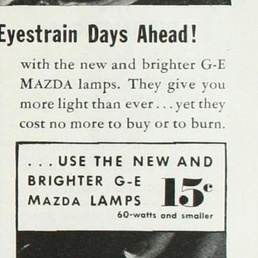 Eyestrain Days Ahead!
with the new and brighter G-E
MAZDA lamps. They give you
more light than ever...yet they
cost no more to buy or to burn.
...USE THE NEW AND
BRIGHTER G-E
MAZDA LAMPS
15c
60-watts and smaller